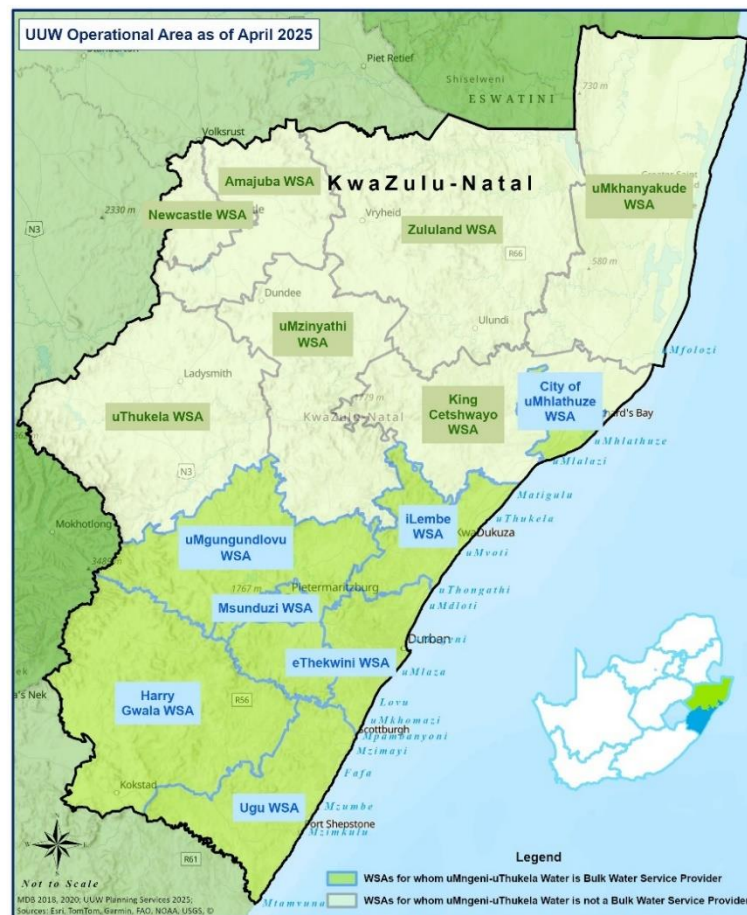 UUW Operational Area as of April 2025
Piet Retief
Shiselweni
ESWATINI
730 m
Volksrust
Amajuba WSA
KwaZulu-Natal
uMkhanyakude
WSA
N3
2330 m
Newcastle WSA
Vryheid
Zululand WSA
R66
580 m
Dundee
uMzinyathi
WSA
Ulundi
uMfolozi
Ladysmith
uThukela WSA
KwaZulu-Natal
King
Cetshwayo
WSA
City of
uMhlathuze
WSA
ard's Bay
uMhlathuze
uMlalazi
N3
Matigulu
Mokhotlong
uMgungundlovu
WSA
iLembe
WSA
uThukela
KwaDukuza
uMvoti
1767 m
Pietermaritzburg
uThongathi
Msunduzi WSA
uMdloti
Durban
eThekwini WSA
uMlaza
Harry
Gwala WSA
R56
Lovu
uMkhomazi
Scottburgh
Mpambanyoni
Mzimayi
Fafa
Kokstad
Ugu WSA
Mzumbe
Port Shepstone
Mzimkulu
R61
Mtamvuna
Not to Scale
Legend
WSAs for whom uMngeni-uThukela Water is Bulk Water Service Provider
WSAs for whom uMngeni-uThukela Water is not a Bulk Water Service Provider
MDB 2018, 2020; UUW Planning Services 2025;
Sources: Esri, TomTom, Garmin, FAO, NOAA, USGS, ©